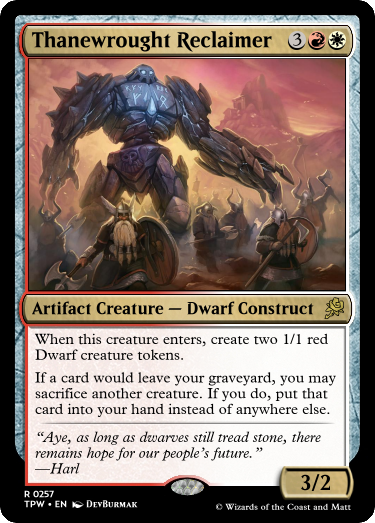 Thanewrought Reclaimer 3
Artifact Creature — Dwarf Construct
When this creature enters, create two 1/1 red
Dwarf creature tokens.
If a card would leave your graveyard, you may
sacrifice another creature. If you do, put that
card into your hand instead of anywhere else.
“Aye, as long as dwarves still tread stone, there
remains hope for our people’s future.”
—Harl
3/2
R 0257
TPW • EN DevBurmak
© Wizards of the Coast and Matt